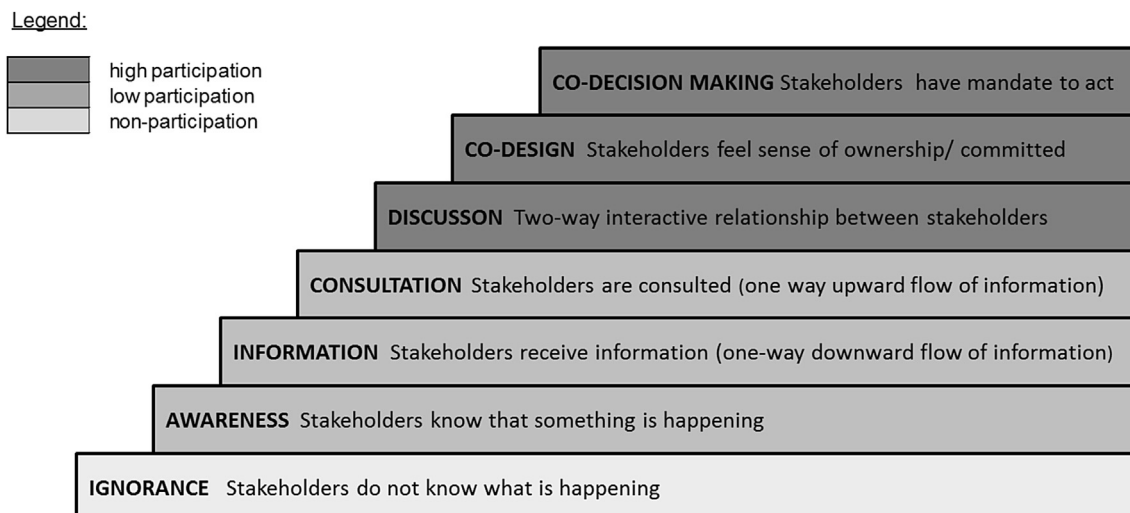 Legend:
high participation
low participation
non-participation
CO-DECISION MAKING Stakeholders have mandate to act
CO-DESIGN Stakeholders feel sense of ownership/ committed
DISCUSSON Two-way interactive relationship between stakeholders
CONSULTATION Stakeholders are consulted (one way upward flow of information)
INFORMATION Stakeholders receive information (one-way downward flow of information)
AWARENESS Stakeholders know that something is happening
IGNORANCE Stakeholders do not know what is happening